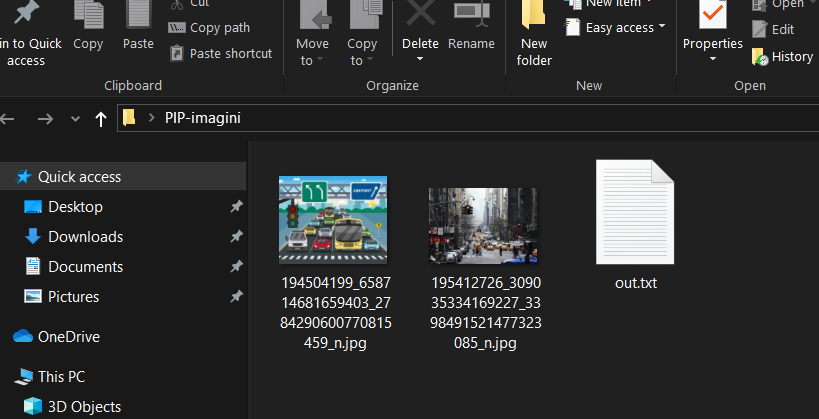 Cut
New item
Open
in to Quick
access
Copy
Paste
Copy path
Paste shortcut
Move
to
Copy
to
Delete
Rename
New
folder
Easy access
Properties
Edit
History
Clipboard
Organize
New
Open
PIP-imagini
Quick access
Desktop
Downloads
Documents
Pictures
OneDrive
This PC
3D Objects
AIRPORT
194504199_6587
14681659403_27
84290600770815
459_n.jpg
195412726_3090
35334169227_33
98491521477323
085_n.jpg
out.txt